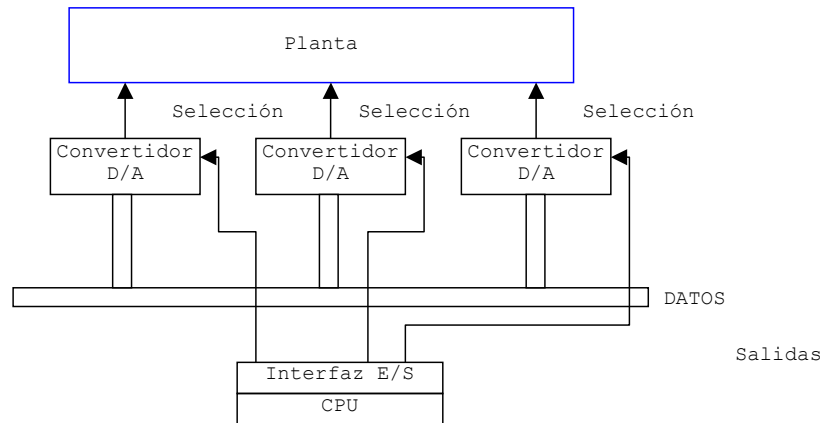 Planta
Selección
Selección
Selección
Convertidor
D/A
Convertidor
D/A
Convertidor
D/A
DATOS
Salidas
Interfaz E/S
CPU